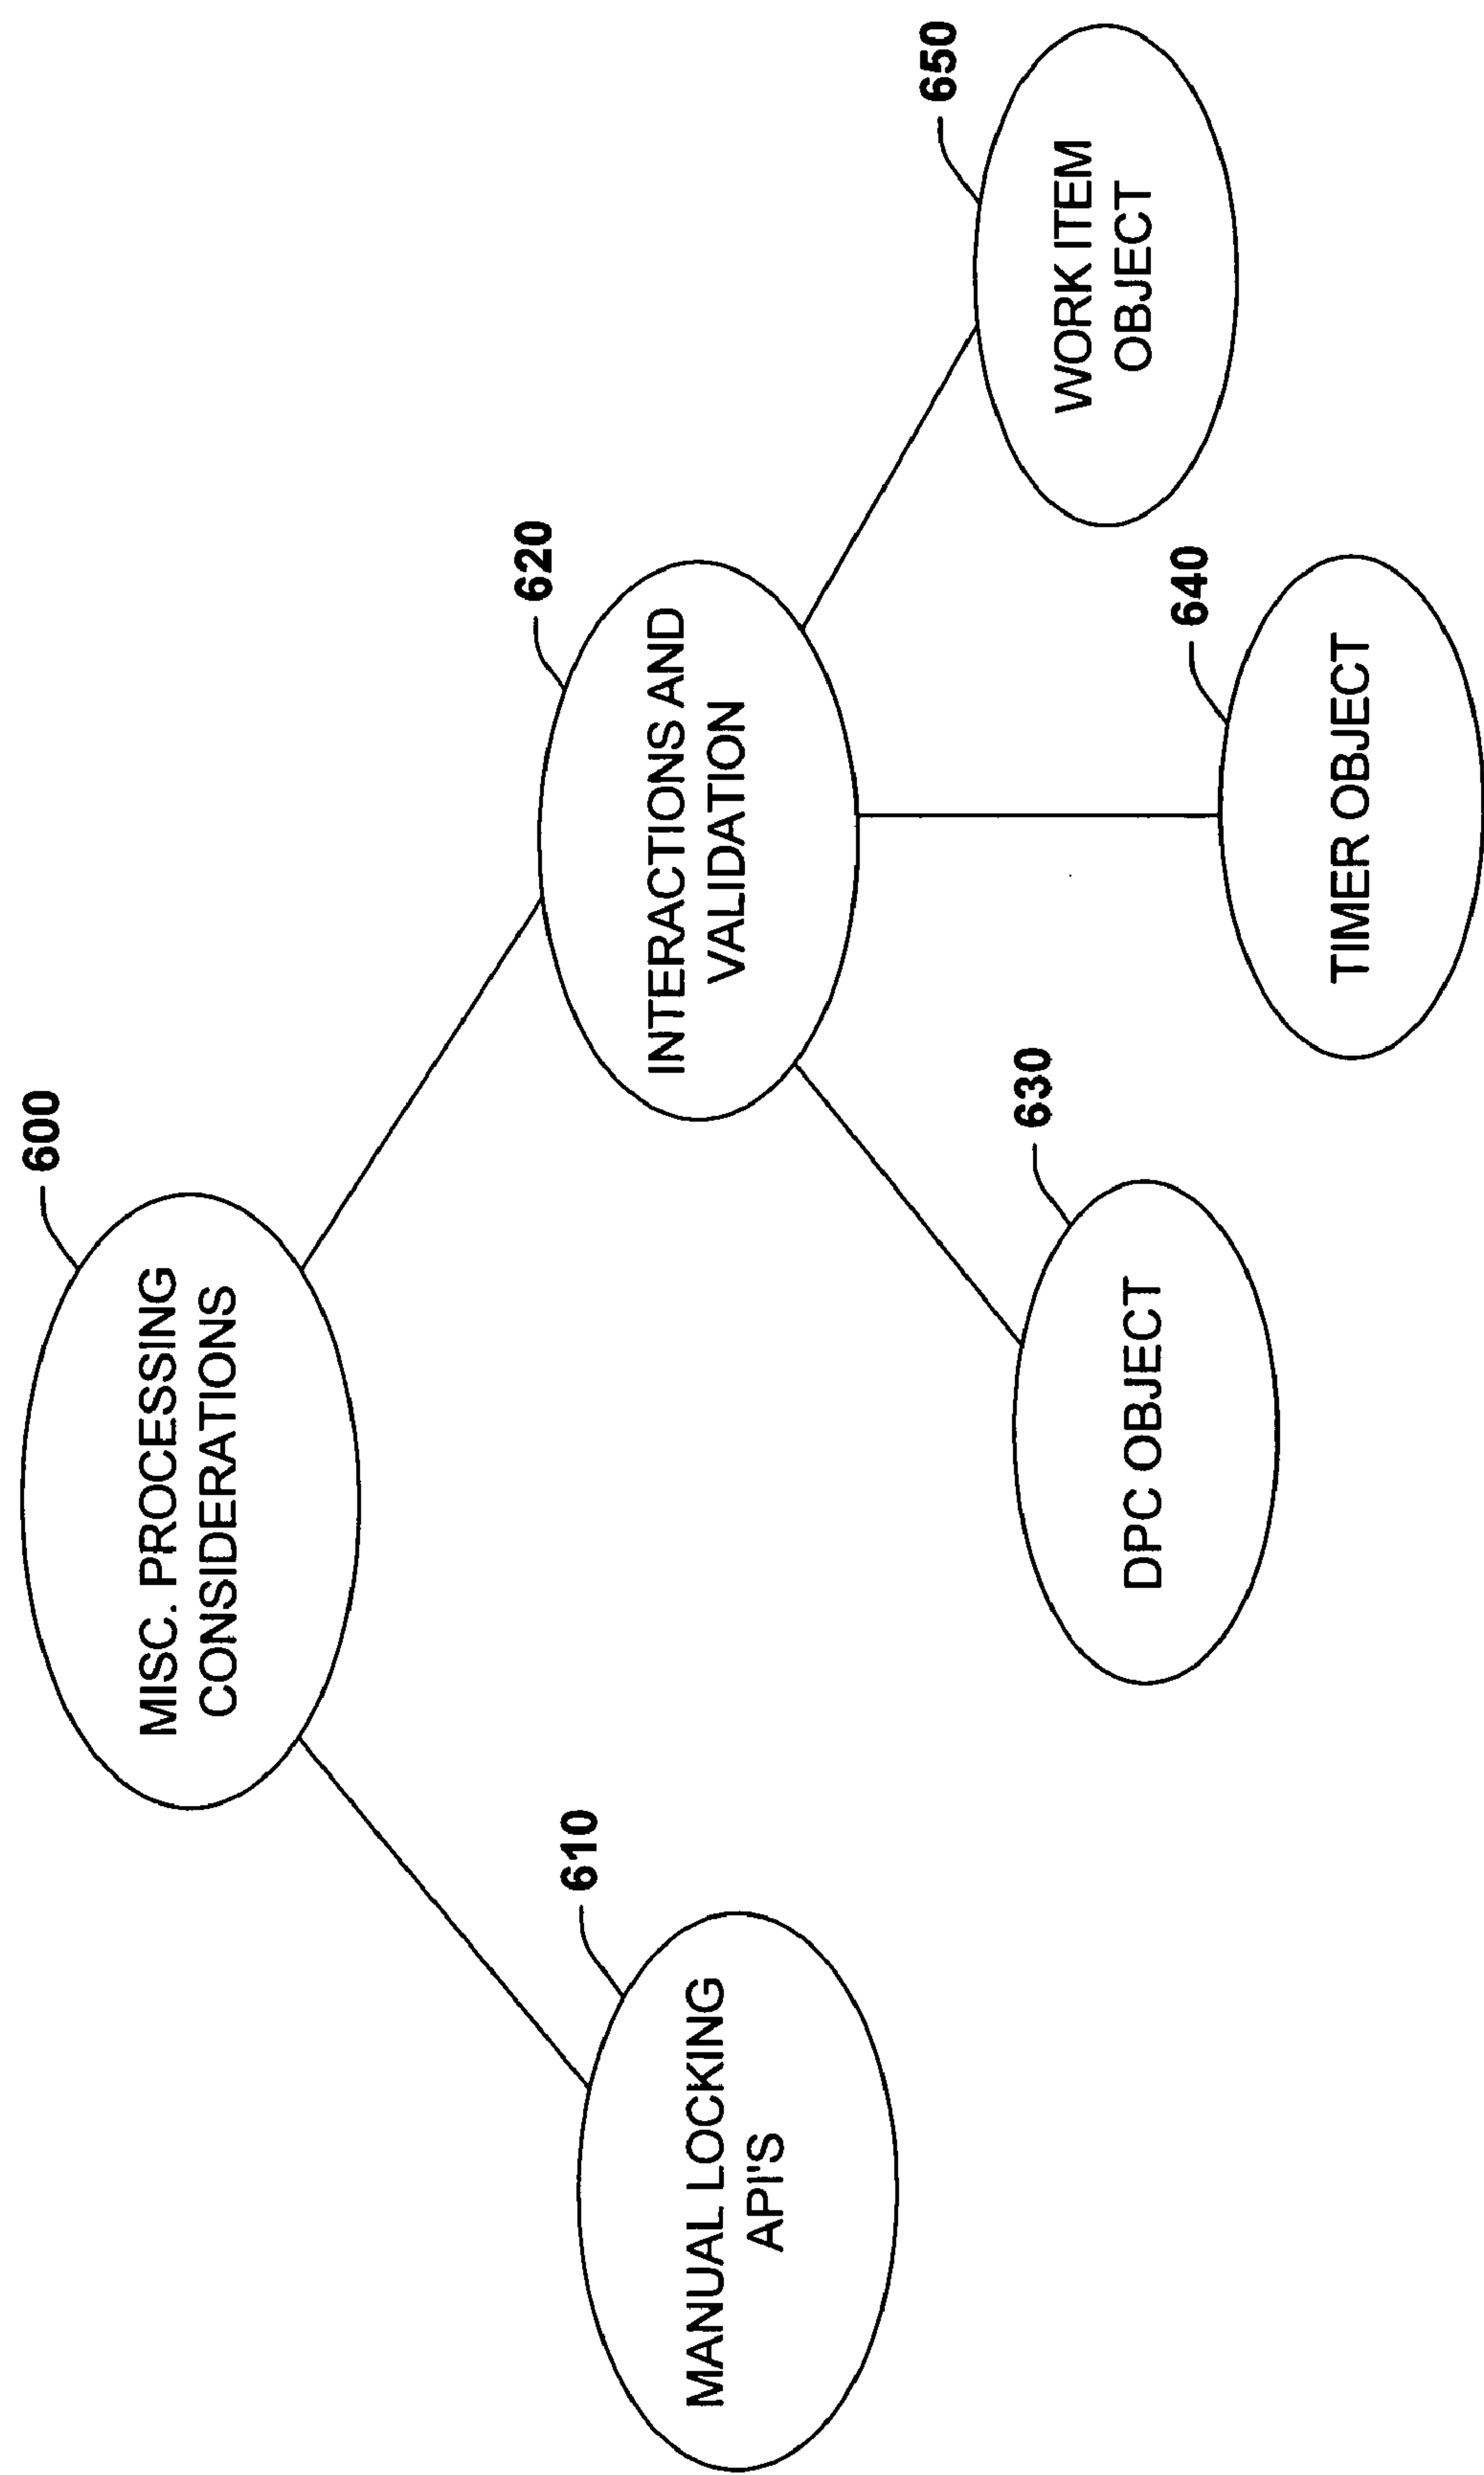 600
MISC. PROCESSING
CONSIDERATIONS
610
MANUAL LOCKING
API'S
620
INTERACTIONS AND
VALIDATION
630
DPC OBJECT
640
TIMER OBJECT
650
WORK ITEM
OBJECT